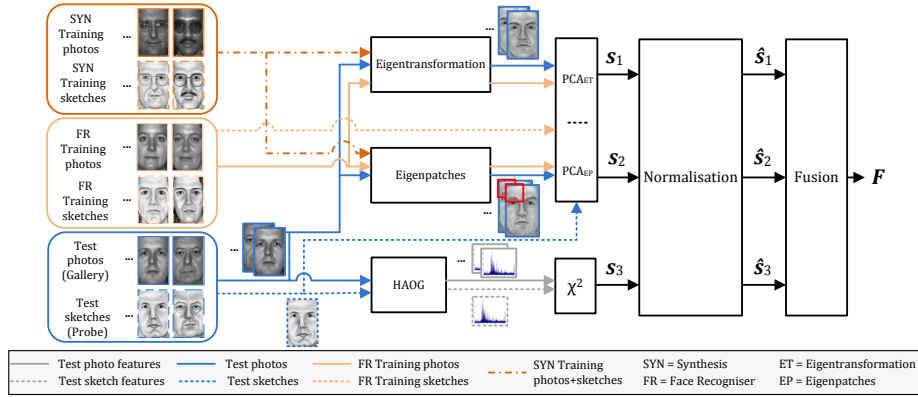 SYN
Training
photos
...
SYN
Training
sketches
...
FR
Training
photos
...
FR
Training
sketches
...
Test
photos
(Gallery)
...
Test
sketches
(Probe)
...
...
Eigentransformation
...
Eigenpatches
...
HAOG
...
PCAET
----
PCAEP
χ²
s1
s2
s3
Normalisation
ŝ1
ŝ2
ŝ3
Fusion
F
Test photo features
Test sketch features
Test photos
Test sketches
FR Training photos
FR Training sketches
SYN Training
photos+sketches
SYN = Synthesis
FR = Face Recogniser
ET = Eigentransformation
EP = Eigenpatches